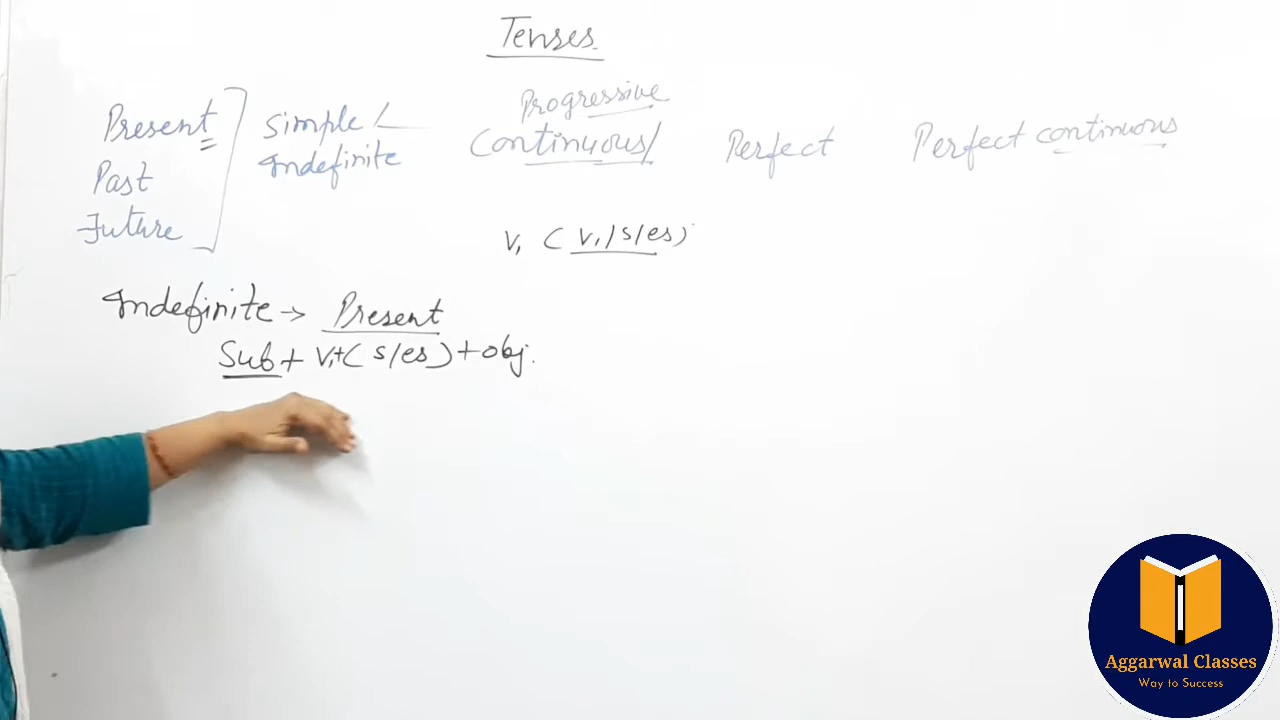 Tenses.
Present
Past
Future
Simple/
Indefinite
Progressive
Continuous/
Perfect
Perfect continuous
V₁ (V₁/s/es)
Indefinite → Present
Sub + V₁+(s/es) + obj.
Aggarwal Classes
Way to Success